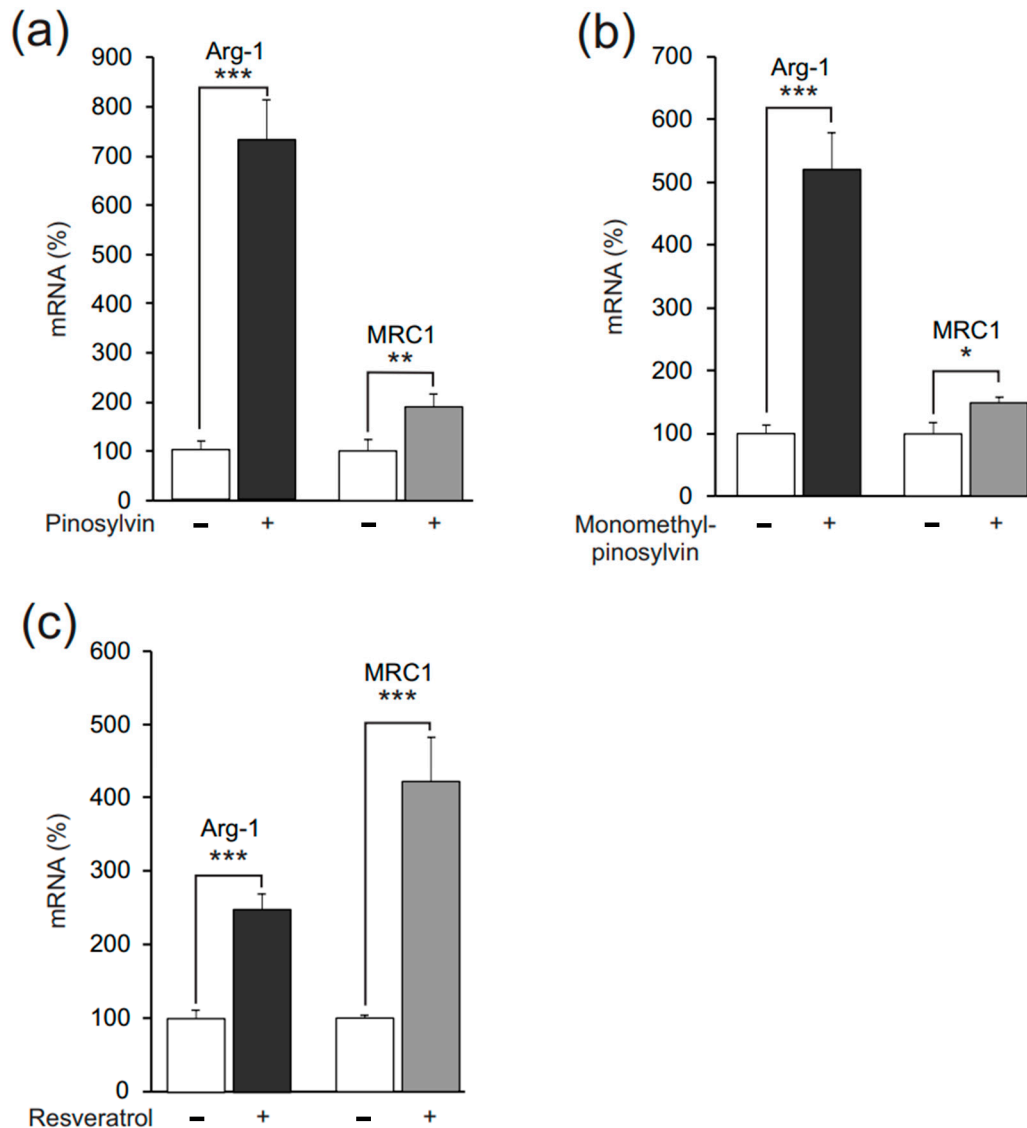 (a)
Arg-1
***
MRC1
**
900
800
700
600
500
400
300
200
100
0
mRNA (%)
Pinosylvin − + − +
(b)
Arg-1
***
MRC1
*
700
600
500
400
300
200
100
0
mRNA (%)
Monomethyl-
pinosylvin − + − +
(c)
MRC1
***
Arg-1
***
600
500
400
300
200
100
0
mRNA (%)
Resveratrol − + − +